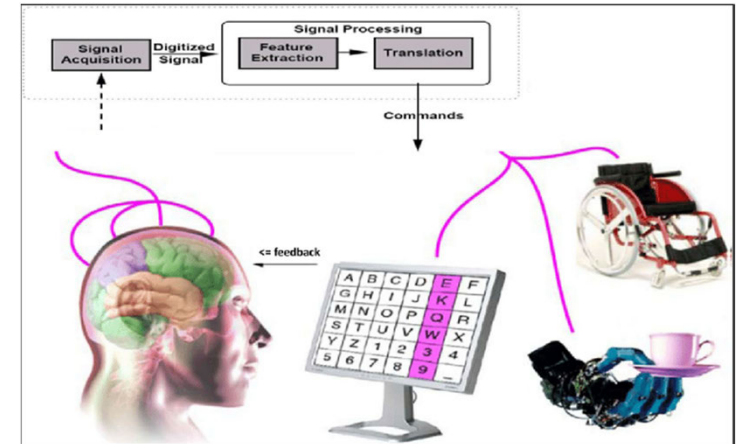 Signal Processing
Signal
Acquisition
Digitized
Signal
Feature
Extraction
Translation
Commands
<= feedback
A B C D E F
G H I J K L
M N O P Q R
S T U V W X
Y Z 1 2 3 4
5 6 7 8 9 _